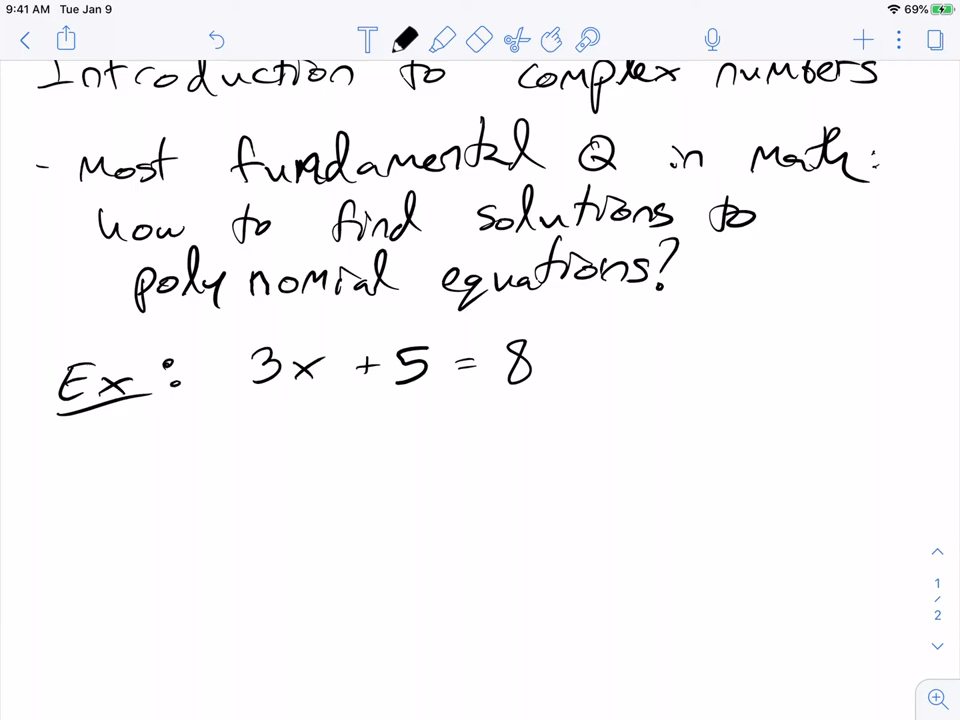 9:41 AM Tue Jan 9
69%
T
Introduction to complex numbers
- Most fundamental Q in math:
how to find solutions to
polynomial equations?
Ex: 3x + 5 = 8
1
/
2